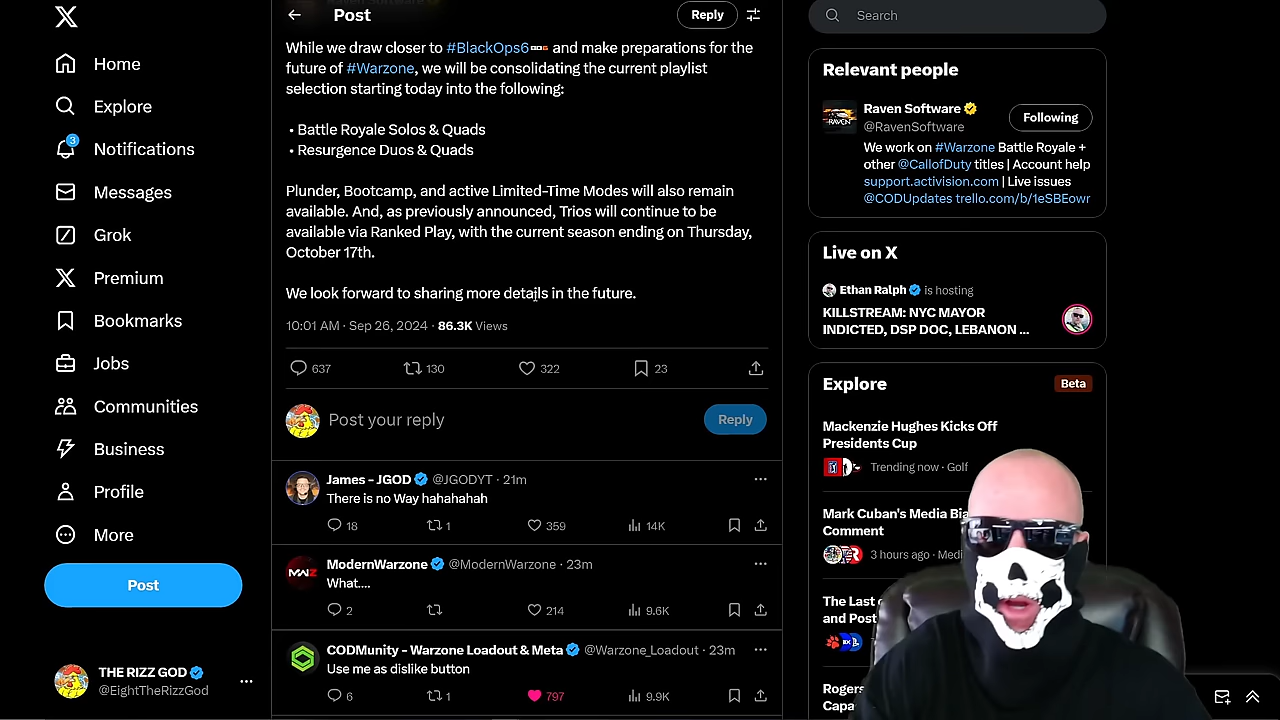 Home
Explore
3
Notifications
Messages
Grok
Premium
Bookmarks
Jobs
Communities
Business
Profile
More
Post
THE RIZZ GOD
@EightTheRizzGod
Post
Reply
While we draw closer to #BlackOps6 and make preparations for the
future of #Warzone, we will be consolidating the current playlist
selection starting today into the following:
• Battle Royale Solos & Quads
• Resurgence Duos & Quads
Plunder, Bootcamp, and active Limited-Time Modes will also remain
available. And, as previously announced, Trios will continue to be
available via Ranked Play, with the current season ending on Thursday,
October 17th.
We look forward to sharing more details in the future.
10:01 AM · Sep 26, 2024 · 86.3K Views
637 130 322 23
Post your reply
Reply
James - JGOD @JGODYT · 21m
There is no Way hahahahah
18 1 359 14K
ModernWarzone @ModernWarzone · 23m
What....
2 214 9.6K
CODMunity - Warzone Loadout & Meta @Warzone_Loadout · 23m
Use me as dislike button
6 1 797 9.9K
Search
Relevant people
Raven Software
@RavenSoftware
Following
We work on #Warzone Battle Royale +
other @CallofDuty titles | Account help
support.activision.com | Live issues
@CODUpdates trello.com/b/1eSBEowr
Live on X
Ethan Ralph is hosting
KILLSTREAM: NYC MAYOR
INDICTED, DSP DOC, LEBANON ...
Explore
Beta
Mackenzie Hughes Kicks Off
Presidents Cup
Trending now · Golf
Mark Cuban's Media Bia
Comment
3 hours ago · Medi
The Last
and Post
Rogers
Capa